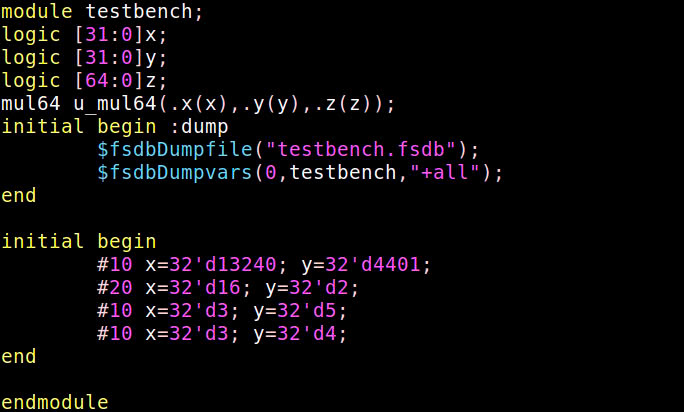 module testbench;
logic [31:0]x;
logic [31:0]y;
logic [64:0]z;
mul64 u_mul64(.x(x),.y(y),.z(z));
initial begin :dump
        $fsdbDumpfile("testbench.fsdb");
        $fsdbDumpvars(0,testbench,"+all");
end

initial begin
        #10 x=32'd13240; y=32'd4401;
        #20 x=32'd16; y=32'd2;
        #10 x=32'd3; y=32'd5;
        #10 x=32'd3; y=32'd4;
end

endmodule